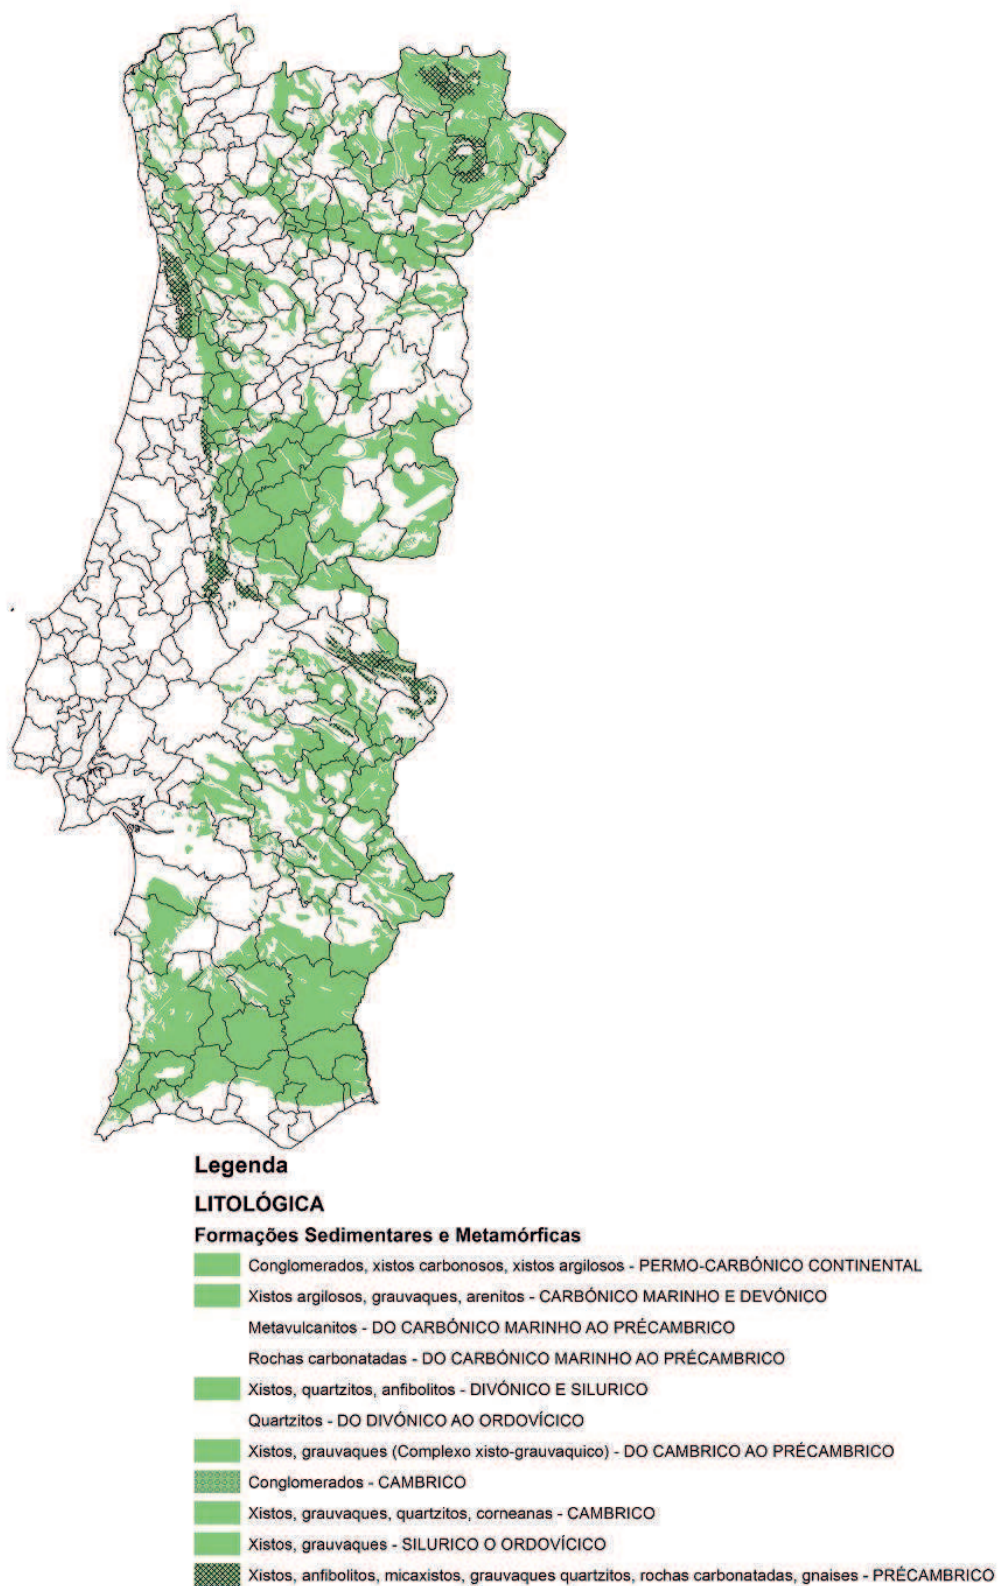 Legenda
LITOLÓGICA
Formações Sedimentares e Metamórficas
Conglomerados, xistos carbonosos, xistos argilosos - PERMO-CARBÓNICO CONTINENTAL
Xistos argilosos, grauvaques, arenitos - CARBÓNICO MARINHO E DEVÓNICO
Metavulcanitos - DO CARBÓNICO MARINHO AO PRÉCAMBRICO
Rochas carbonatadas - DO CARBÓNICO MARINHO AO PRÉCAMBRICO
Xistos, quartzitos, anfibolitos - DIVÓNICO E SILURICO
Quartzitos - DO DIVÓNICO AO ORDOVÍCICO
Xistos, grauvaques (Complexo xisto-grauvaquico) - DO CAMBRICO AO PRÉCAMBRICO
Conglomerados - CAMBRICO
Xistos, grauvaques, quartzitos, corneanas - CAMBRICO
Xistos, grauvaques - SILURICO O ORDOVÍCICO
Xistos, anfibolitos, micaxistos, grauvaques quartzitos, rochas carbonatadas, gnaises - PRÉCAMBRICO